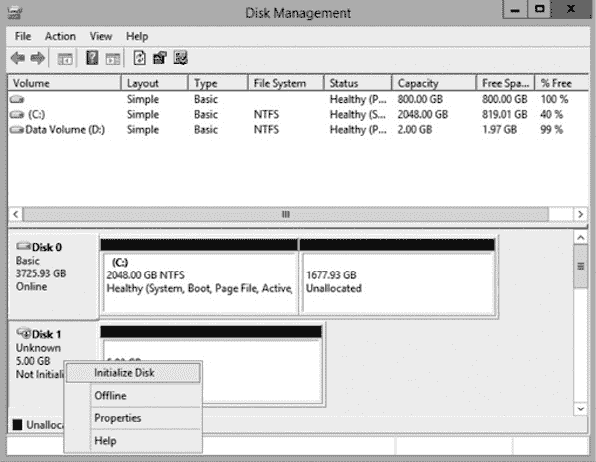 Disk Management
File Action View Help
Volume Layout Type File System Status Capacity Free Spa... % Free
Simple Basic Healthy (P... 800.00 GB 800.00 GB 100 %
(C:) Simple Basic NTFS Healthy (S... 2048.00 GB 819.01 GB 40 %
Data Volume (D:) Simple Basic NTFS Healthy (P... 2.00 GB 1.97 GB 99 %
Disk 0
Basic
3725.93 GB
Online
(C:)
2048.00 GB NTFS
Healthy (System, Boot, Page File, Active,
1677.93 GB
Unallocated
Disk 1
Unknown
5.00 GB
Not Initiali
Initialize Disk
Offline
Properties
Help
Unalloca